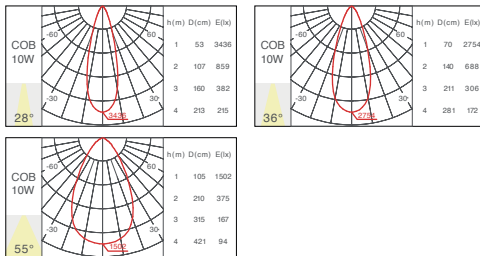 h(m) D(cm) E(lx)
COB
10W
1 53 3436
2 107 859
3 160 382
4 213 215
-60 60
-30 30
3436
28°
h(m) D(cm) E(lx)
COB
10W
1 70 2754
2 140 688
3 211 306
4 281 172
-60 60
-30 30
2754
36°
h(m) D(cm) E(lx)
COB
10W
1 105 1502
2 210 375
3 315 167
4 421 94
-60 60
-30 30
1502
55°